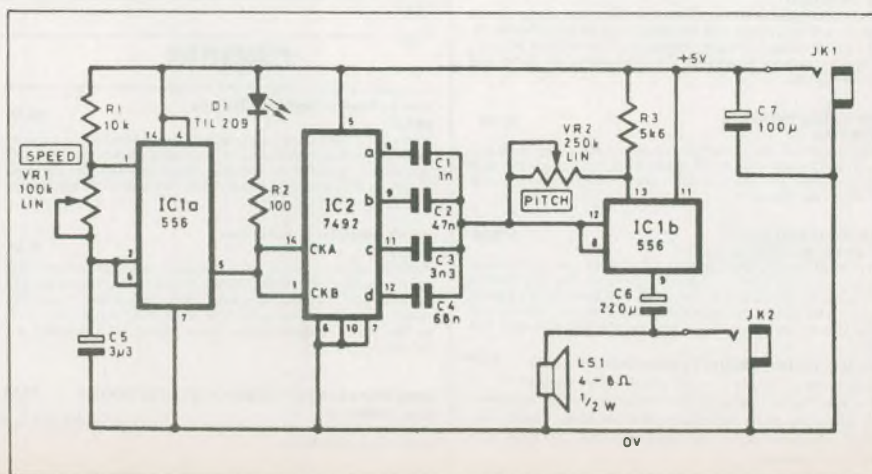 JK1
+5V
R1
10k
D1
TIL 209
14
4
5
R3
5k6
C7
100µ
SPEED
VR1
100k
LIN
1
IC1a
556
2
6
5
7
C5
3µ3
R2
100
14
CKA
1
CKB
IC2
7492
a
8
b
9
c
11
d
12
6
10
7
C1
1n
C2
47n
C3
3n3
C4
68n
VR2
250k
LIN
PITCH
13
11
12
8
IC1b
556
9
C6
220µ
JK2
LS1
4 – 8Ω
1/2 W
0V